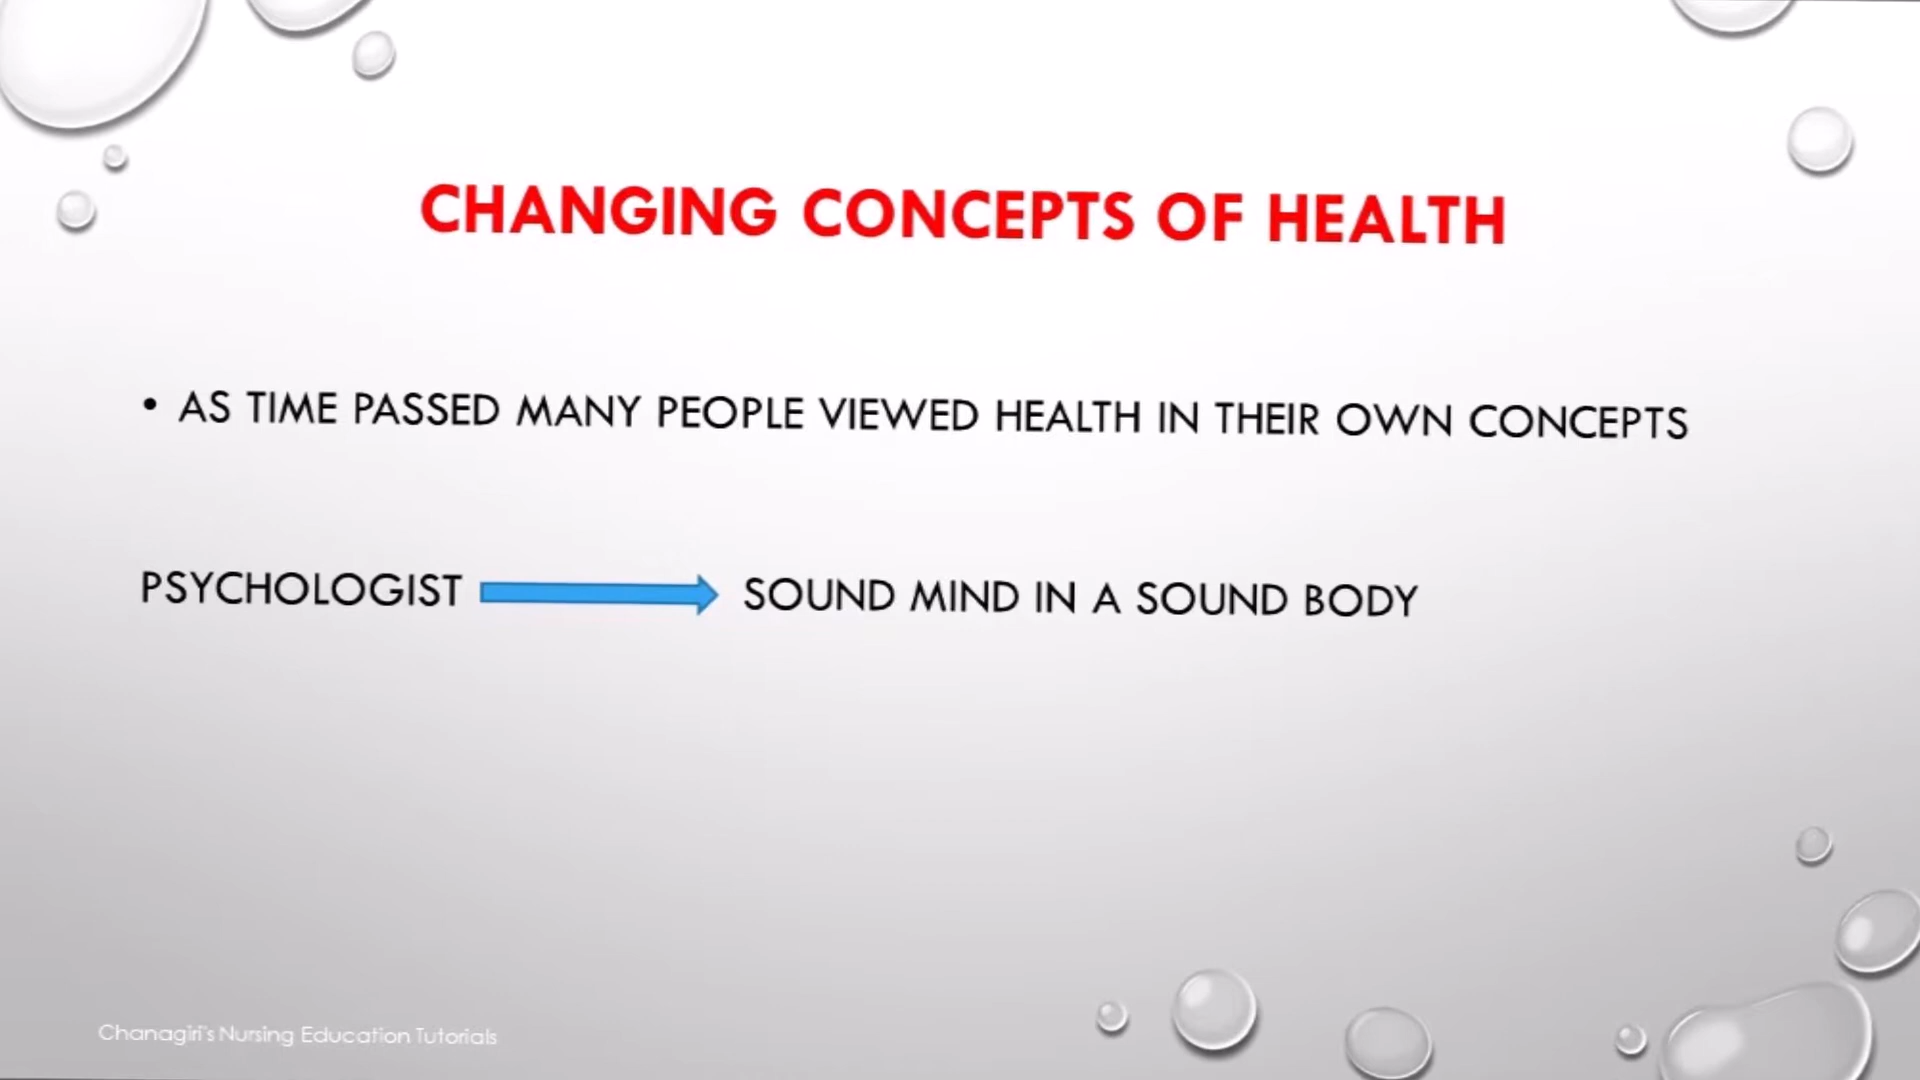 CHANGING CONCEPTS OF HEALTH
• AS TIME PASSED MANY PEOPLE VIEWED HEALTH IN THEIR OWN CONCEPTS
PSYCHOLOGIST SOUND MIND IN A SOUND BODY
Chanagiri's Nursing Education Tutorials